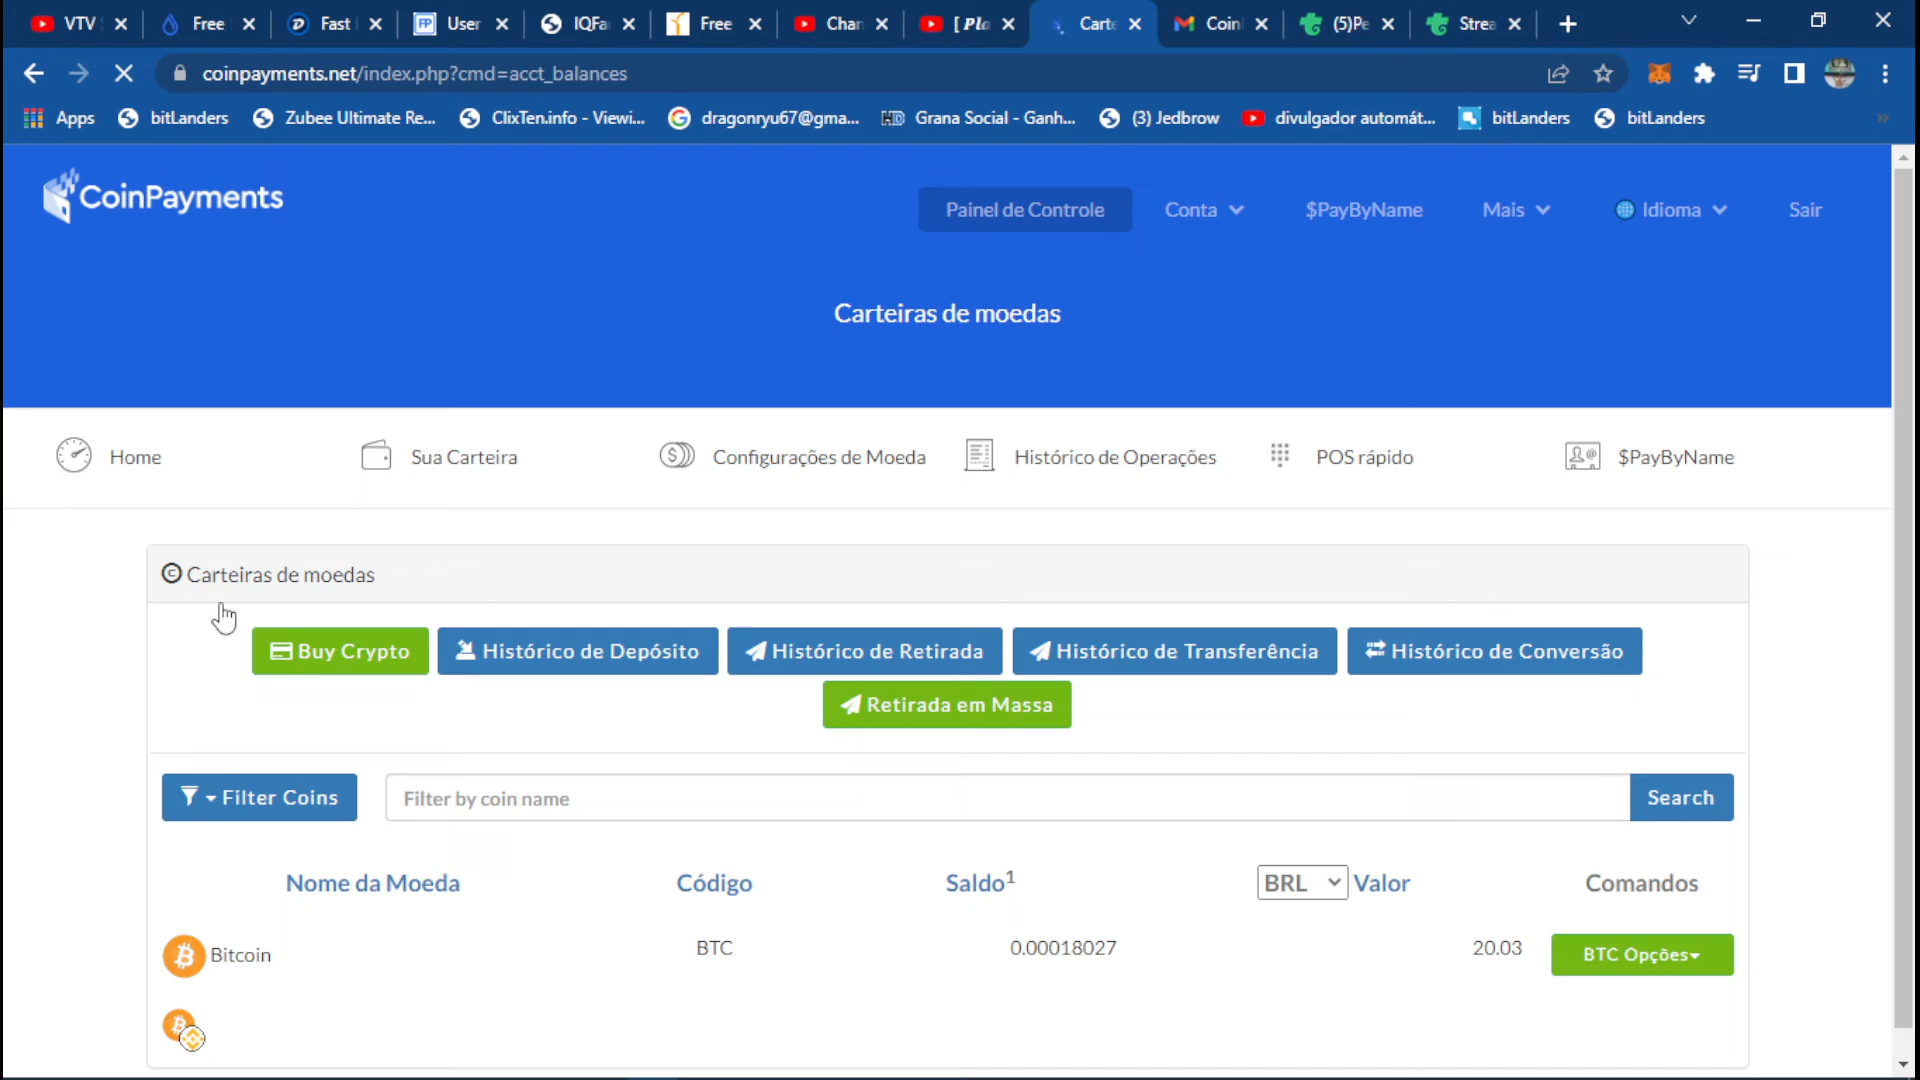 VTV
Free
Fast
User
IQFa
Free
Chan
[ Pla
Carte
Coin
(5)Pe
Strea
coinpayments.net/index.php?cmd=acct_balances
Apps
bitLanders
Zubee Ultimate Re...
ClixTen.info - Viewi...
dragonryu67@gma...
Grana Social - Ganh...
(3) Jedbrow
divulgador automát...
bitLanders
bitLanders
»
CoinPayments
Painel de Controle
Conta
$PayByName
Mais
Idioma
Sair
Carteiras de moedas
Home
Sua Carteira
Configurações de Moeda
Histórico de Operações
POS rápido
$PayByName
Carteiras de moedas
Buy Crypto
Histórico de Depósito
Histórico de Retirada
Histórico de Transferência
Histórico de Conversão
Retirada em Massa
Filter Coins
Filter by coin name
Search
Nome da Moeda
Código
Saldo¹
BRL
Valor
Comandos
Bitcoin
BTC
0.00018027
20.03
BTC Opções